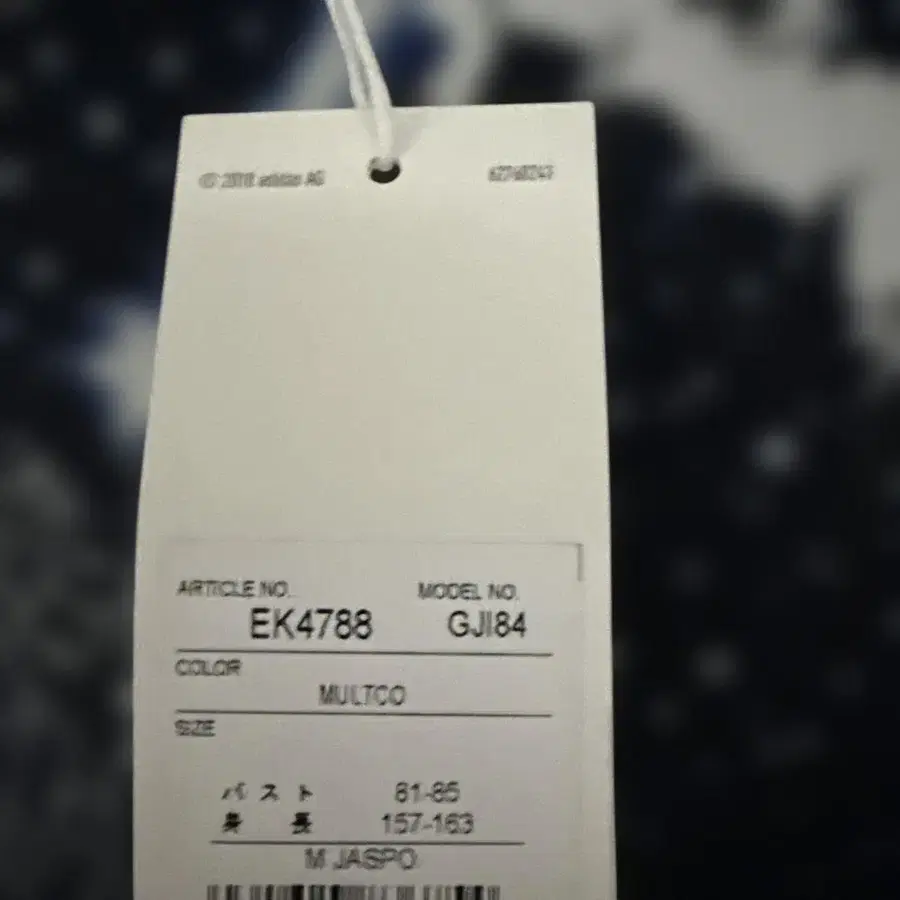 © 2018 adidas AG
ARTICLE NO. MODEL NO.
EK4788 GJI84
COLOR
MULTCO
SIZE
バスト 81-85
身長 157-163
M JASPO